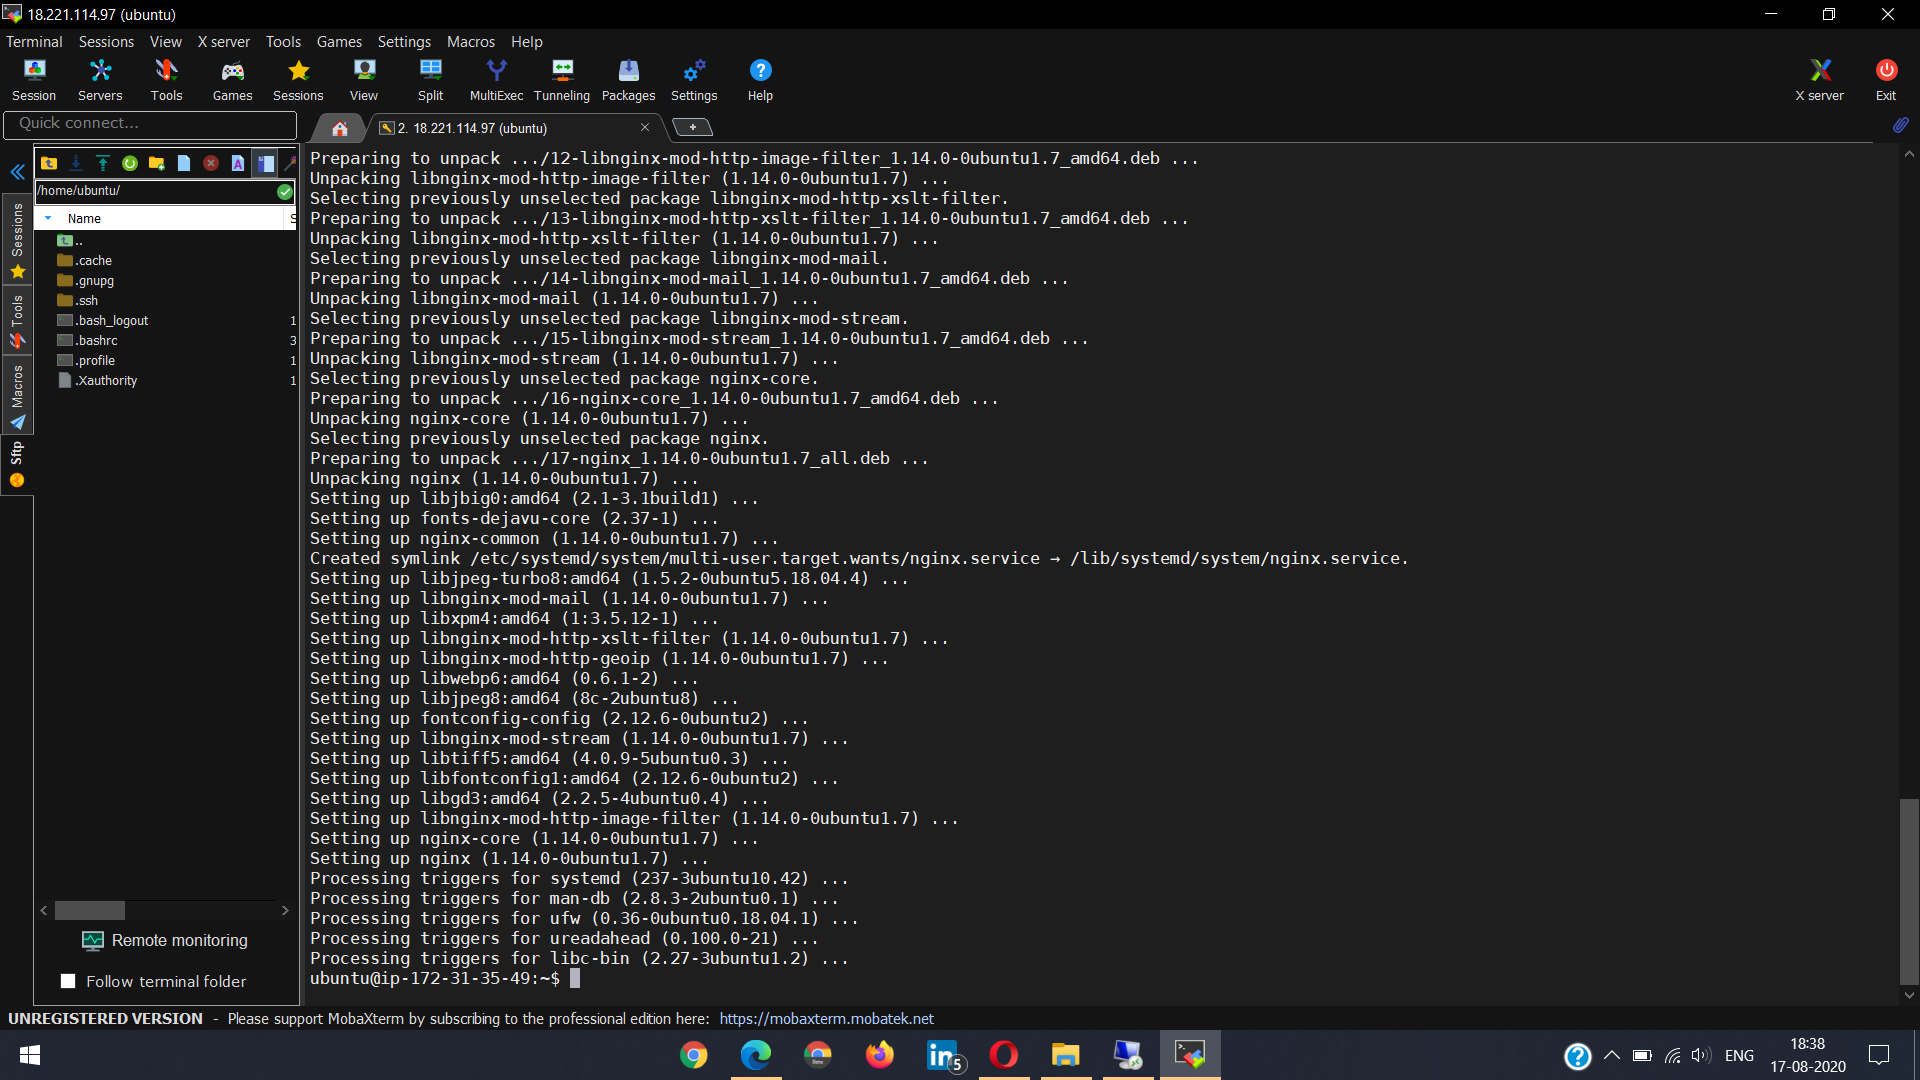 18.221.114.97 (ubuntu)
Terminal Sessions View X server Tools Games Settings Macros Help
Session Servers Tools Games Sessions View Split MultiExec Tunneling Packages Settings Help X server Exit
Quick connect...
2. 18.221.114.97 (ubuntu)
/home/ubuntu/
Name S
..
.cache
.gnupg
.ssh
.bash_logout 1
.bashrc 3
.profile 1
.Xauthority 1
Sessions
Tools
Macros
Sftp
Remote monitoring
Follow terminal folder
Preparing to unpack .../12-libnginx-mod-http-image-filter_1.14.0-0ubuntu1.7_amd64.deb ...
Unpacking libnginx-mod-http-image-filter (1.14.0-0ubuntu1.7) ...
Selecting previously unselected package libnginx-mod-http-xslt-filter.
Preparing to unpack .../13-libnginx-mod-http-xslt-filter_1.14.0-0ubuntu1.7_amd64.deb ...
Unpacking libnginx-mod-http-xslt-filter (1.14.0-0ubuntu1.7) ...
Selecting previously unselected package libnginx-mod-mail.
Preparing to unpack .../14-libnginx-mod-mail_1.14.0-0ubuntu1.7_amd64.deb ...
Unpacking libnginx-mod-mail (1.14.0-0ubuntu1.7) ...
Selecting previously unselected package libnginx-mod-stream.
Preparing to unpack .../15-libnginx-mod-stream_1.14.0-0ubuntu1.7_amd64.deb ...
Unpacking libnginx-mod-stream (1.14.0-0ubuntu1.7) ...
Selecting previously unselected package nginx-core.
Preparing to unpack .../16-nginx-core_1.14.0-0ubuntu1.7_amd64.deb ...
Unpacking nginx-core (1.14.0-0ubuntu1.7) ...
Selecting previously unselected package nginx.
Preparing to unpack .../17-nginx_1.14.0-0ubuntu1.7_all.deb ...
Unpacking nginx (1.14.0-0ubuntu1.7) ...
Setting up libjbig0:amd64 (2.1-3.1build1) ...
Setting up fonts-dejavu-core (2.37-1) ...
Setting up nginx-common (1.14.0-0ubuntu1.7) ...
Created symlink /etc/systemd/system/multi-user.target.wants/nginx.service → /lib/systemd/system/nginx.service.
Setting up libjpeg-turbo8:amd64 (1.5.2-0ubuntu5.18.04.4) ...
Setting up libnginx-mod-mail (1.14.0-0ubuntu1.7) ...
Setting up libxpm4:amd64 (1:3.5.12-1) ...
Setting up libnginx-mod-http-xslt-filter (1.14.0-0ubuntu1.7) ...
Setting up libnginx-mod-http-geoip (1.14.0-0ubuntu1.7) ...
Setting up libwebp6:amd64 (0.6.1-2) ...
Setting up libjpeg8:amd64 (8c-2ubuntu8) ...
Setting up fontconfig-config (2.12.6-0ubuntu2) ...
Setting up libnginx-mod-stream (1.14.0-0ubuntu1.7) ...
Setting up libtiff5:amd64 (4.0.9-5ubuntu0.3) ...
Setting up libfontconfig1:amd64 (2.12.6-0ubuntu2) ...
Setting up libgd3:amd64 (2.2.5-4ubuntu0.4) ...
Setting up libnginx-mod-http-image-filter (1.14.0-0ubuntu1.7) ...
Setting up nginx-core (1.14.0-0ubuntu1.7) ...
Setting up nginx (1.14.0-0ubuntu1.7) ...
Processing triggers for systemd (237-3ubuntu10.42) ...
Processing triggers for man-db (2.8.3-2ubuntu0.1) ...
Processing triggers for ufw (0.36-0ubuntu0.18.04.1) ...
Processing triggers for ureadahead (0.100.0-21) ...
Processing triggers for libc-bin (2.27-3ubuntu1.2) ...
ubuntu@ip-172-31-35-49:~$
UNREGISTERED VERSION - Please support MobaXterm by subscribing to the professional edition here: https://mobaxterm.mobatek.net
in 5
ENG
18:38
17-08-2020